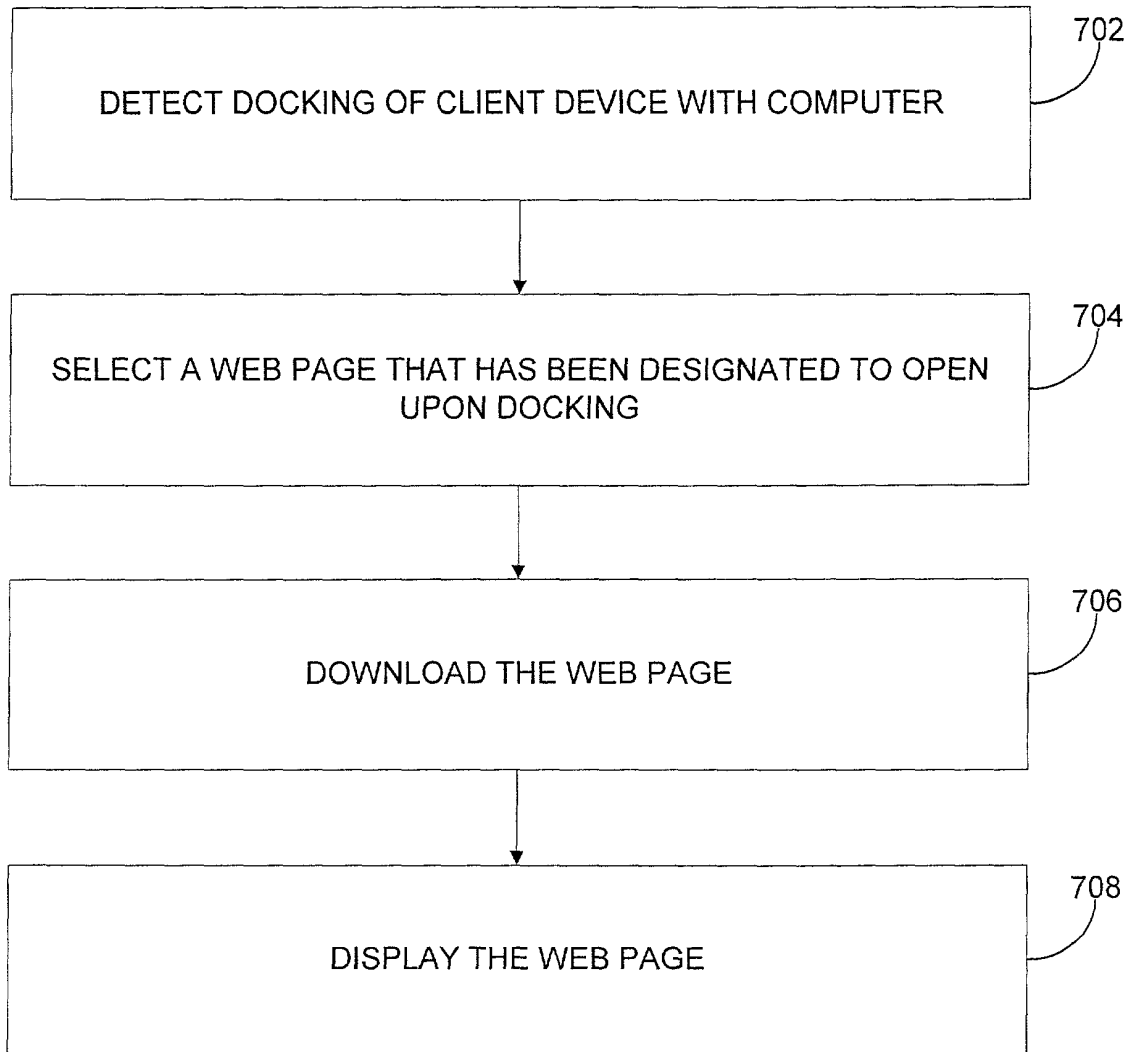 702
DETECT DOCKING OF CLIENT DEVICE WITH COMPUTER
704
SELECT A WEB PAGE THAT HAS BEEN DESIGNATED TO OPEN
UPON DOCKING
706
DOWNLOAD THE WEB PAGE
708
DISPLAY THE WEB PAGE